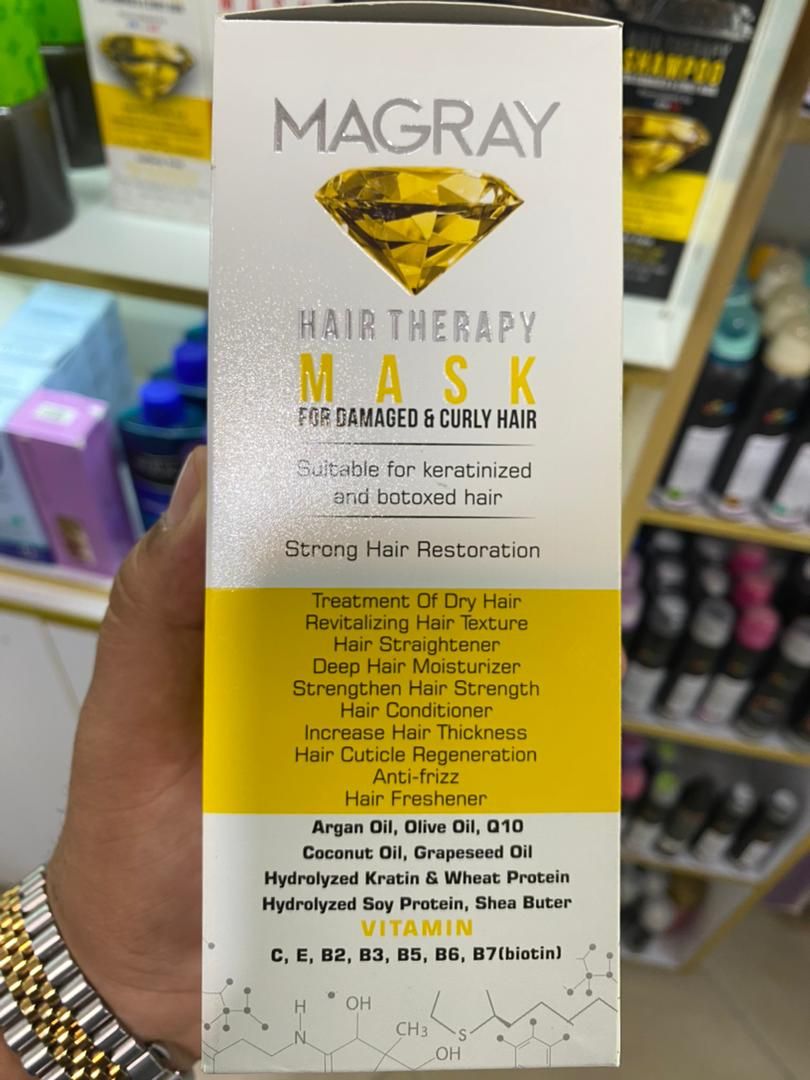 MAGRAY
HAIR THERAPY
MASK
FOR DAMAGED & CURLY HAIR
Suitable for keratinized
and botoxed hair
Strong Hair Restoration
Treatment Of Dry Hair
Revitalizing Hair Texture
Hair Straightener
Deep Hair Moisturizer
Strengthen Hair Strength
Hair Conditioner
Increase Hair Thickness
Hair Cuticle Regeneration
Anti-frizz
Hair Freshener
Argan Oil, Olive Oil, Q10
Coconut Oil, Grapeseed Oil
Hydrolyzed Kratin & Wheat Protein
Hydrolyzed Soy Protein, Shea Buter
VITAMIN
C, E, B2, B3, B5, B6, B7(biotin)
H
N
OH
CH3
OH
S
SHAMPOO